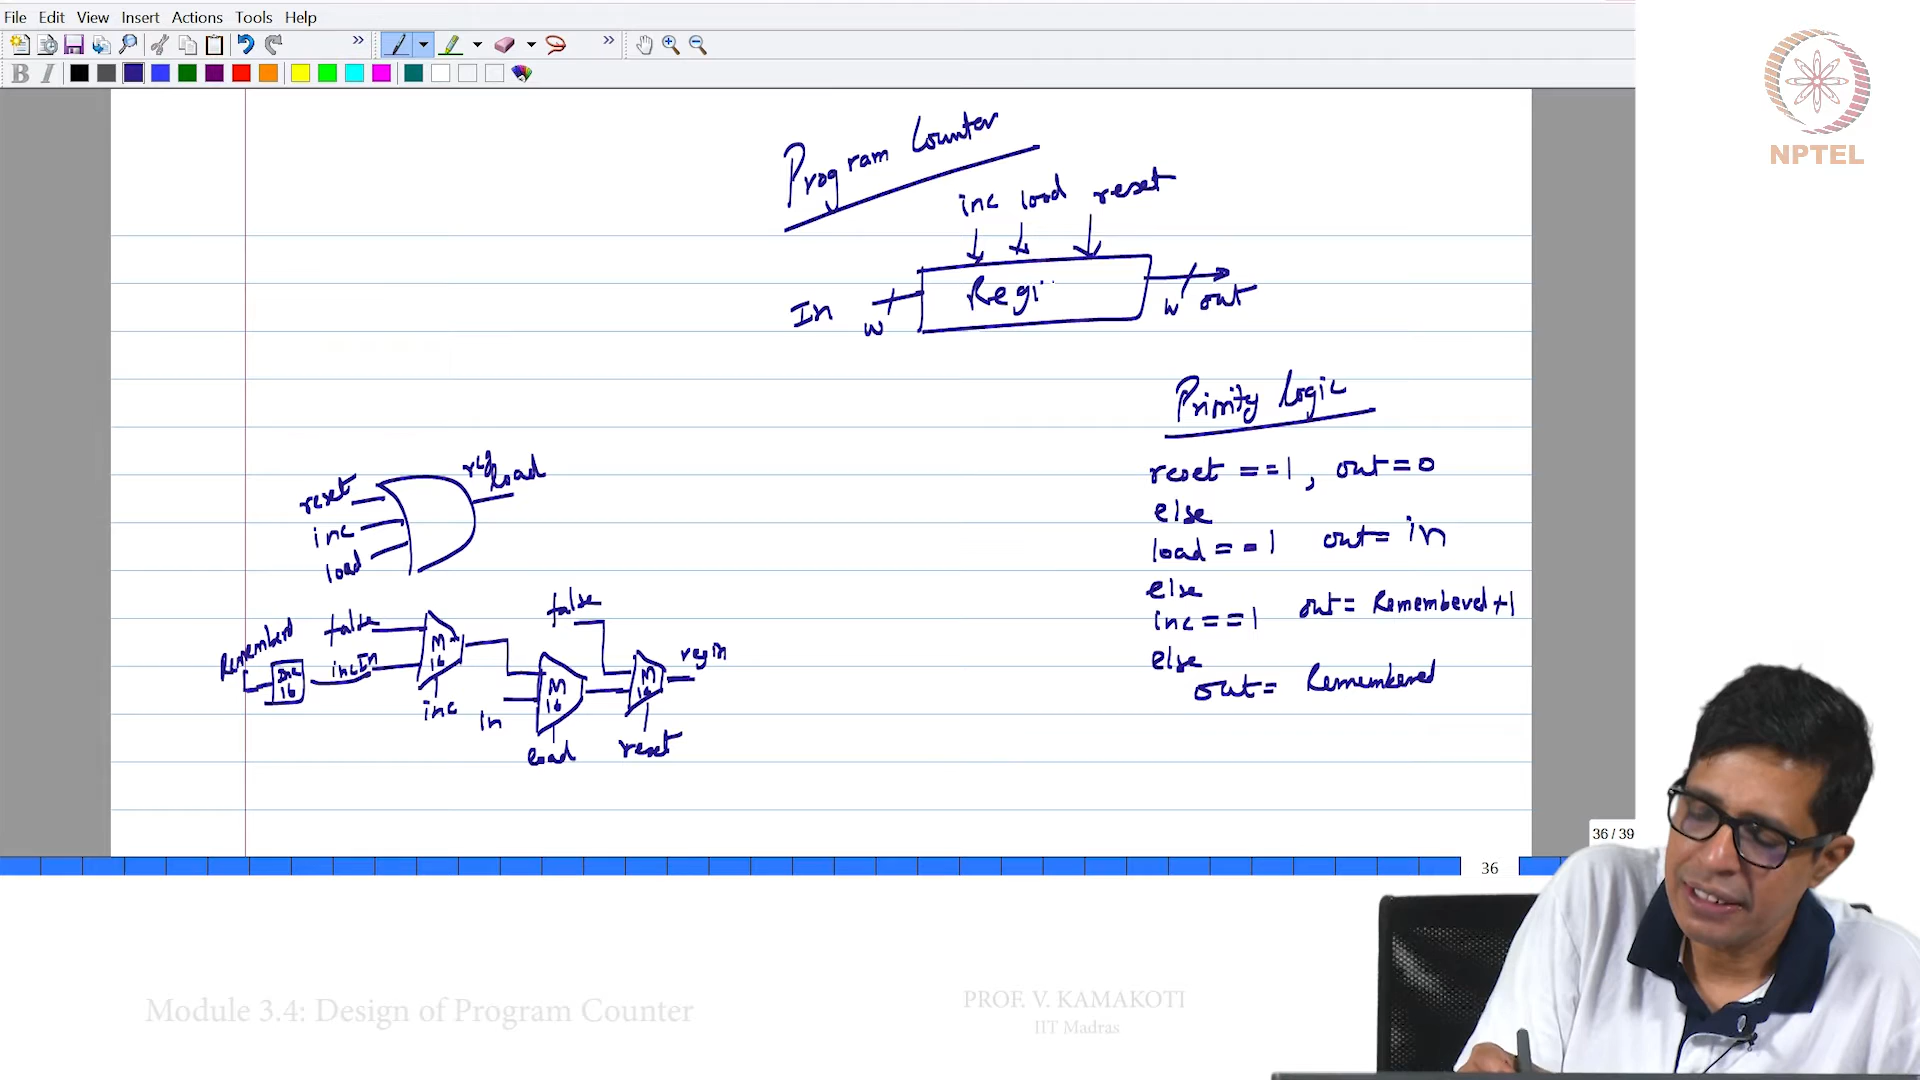 File Edit View Insert Actions Tools Help
B I
NPTEL
Program Counter
inc load reset
Regi
In w
w out
Priority Logic
reset == 1, out = 0
else
load == 1 out = in
else
inc == 1 out = Remembered + 1
else
out = Remembered
reset
inc
load
reg load
Remembered
Inc 16
false
incIn
M 16
inc
in
M 16
load
false
M 16
reset
regin
36 / 39
36
Module 3.4: Design of Program Counter
PROF. V. KAMAKOTI
IIT Madras